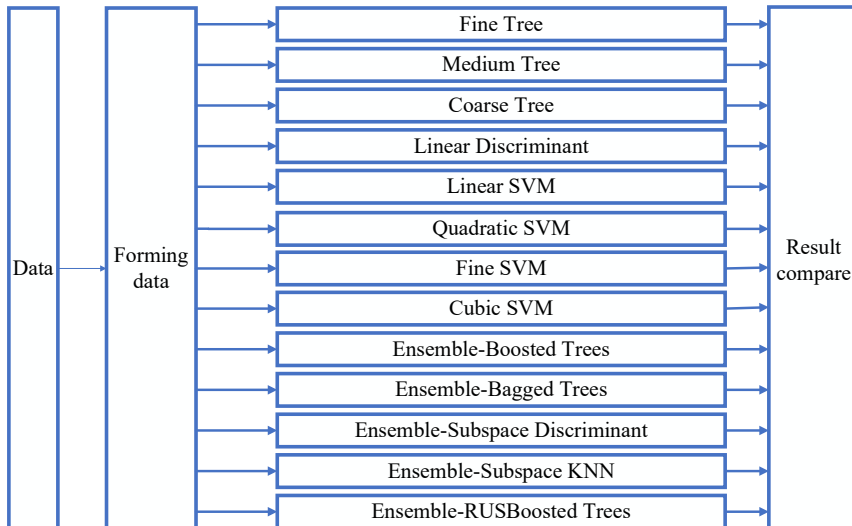 Data
Forming
data
Fine Tree
Medium Tree
Coarse Tree
Linear Discriminant
Linear SVM
Quadratic SVM
Fine SVM
Cubic SVM
Ensemble-Boosted Trees
Ensemble-Bagged Trees
Ensemble-Subspace Discriminant
Ensemble-Subspace KNN
Ensemble-RUSBoosted Trees
Result
compare